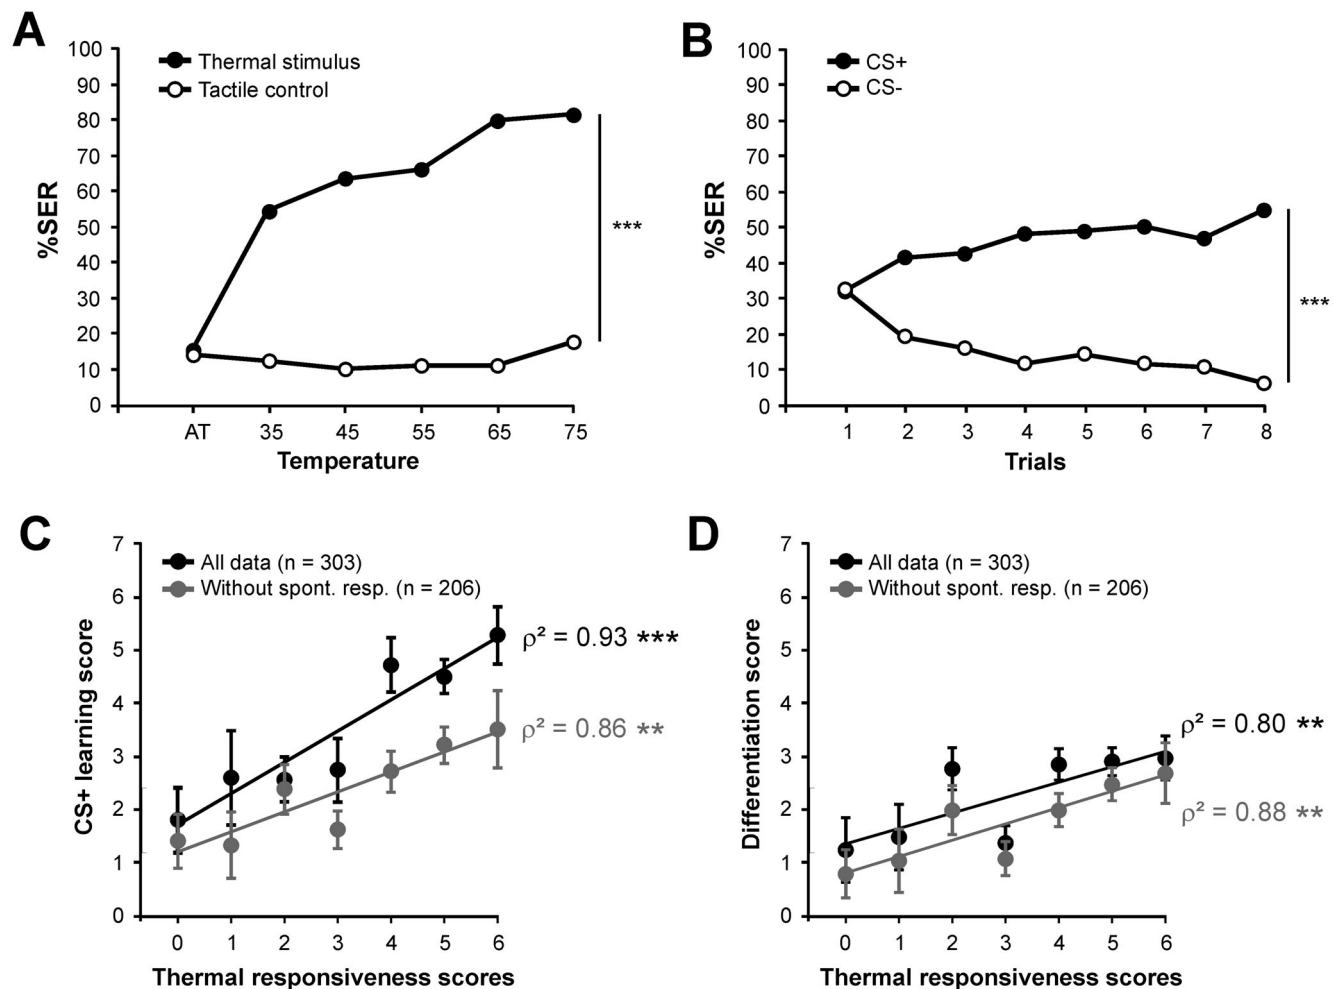 A
100
90
80
70
60
50
40
30
20
10
0
%SER
Thermal stimulus
Tactile control
***
AT 35 45 55 65 75
Temperature
B
100
90
80
70
60
50
40
30
20
10
0
%SER
CS+
CS-
***
1 2 3 4 5 6 7 8
Trials
C
7
6
5
4
3
2
1
0
CS+ learning score
All data (n = 303)
Without spont. resp. (n = 206)
ρ² = 0.93 ***
ρ² = 0.86 **
0 1 2 3 4 5 6
Thermal responsiveness scores
D
7
6
5
4
3
2
1
0
Differentiation score
All data (n = 303)
Without spont. resp. (n = 206)
ρ² = 0.80 **
ρ² = 0.88 **
0 1 2 3 4 5 6
Thermal responsiveness scores